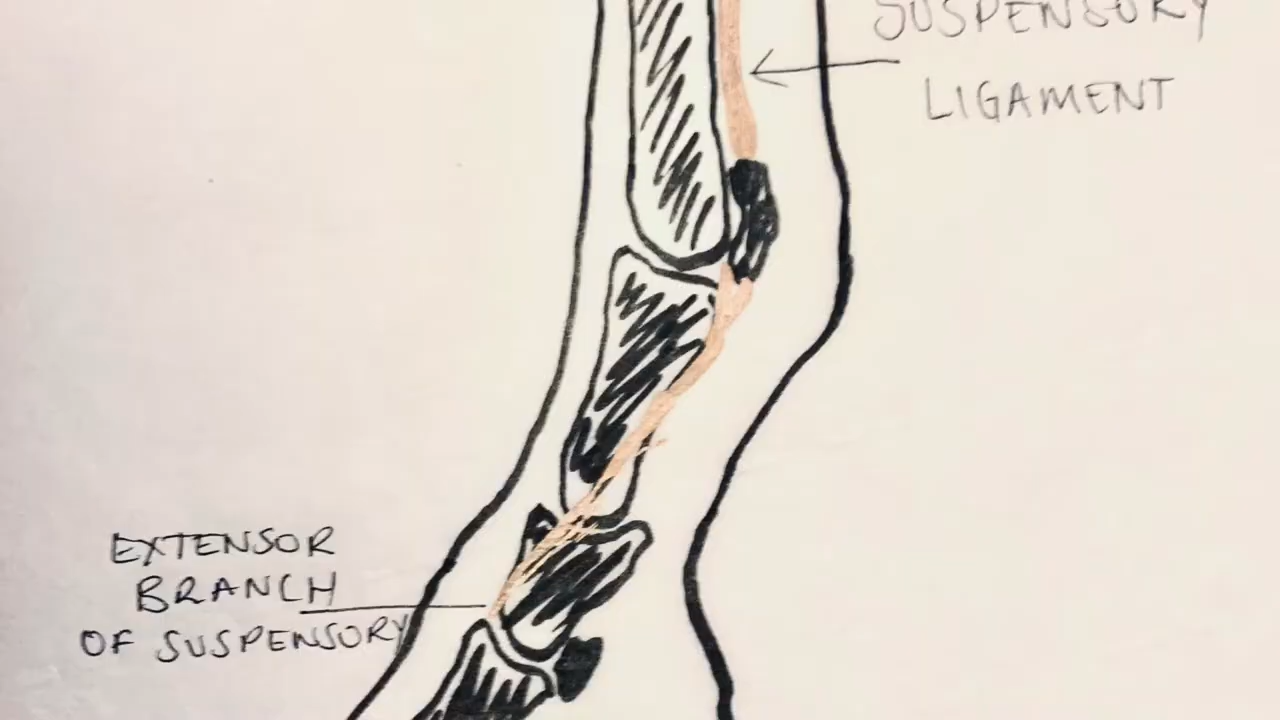 SUSPENSORY
LIGAMENT
EXTENSOR
BRANCH
OF SUSPENSORY